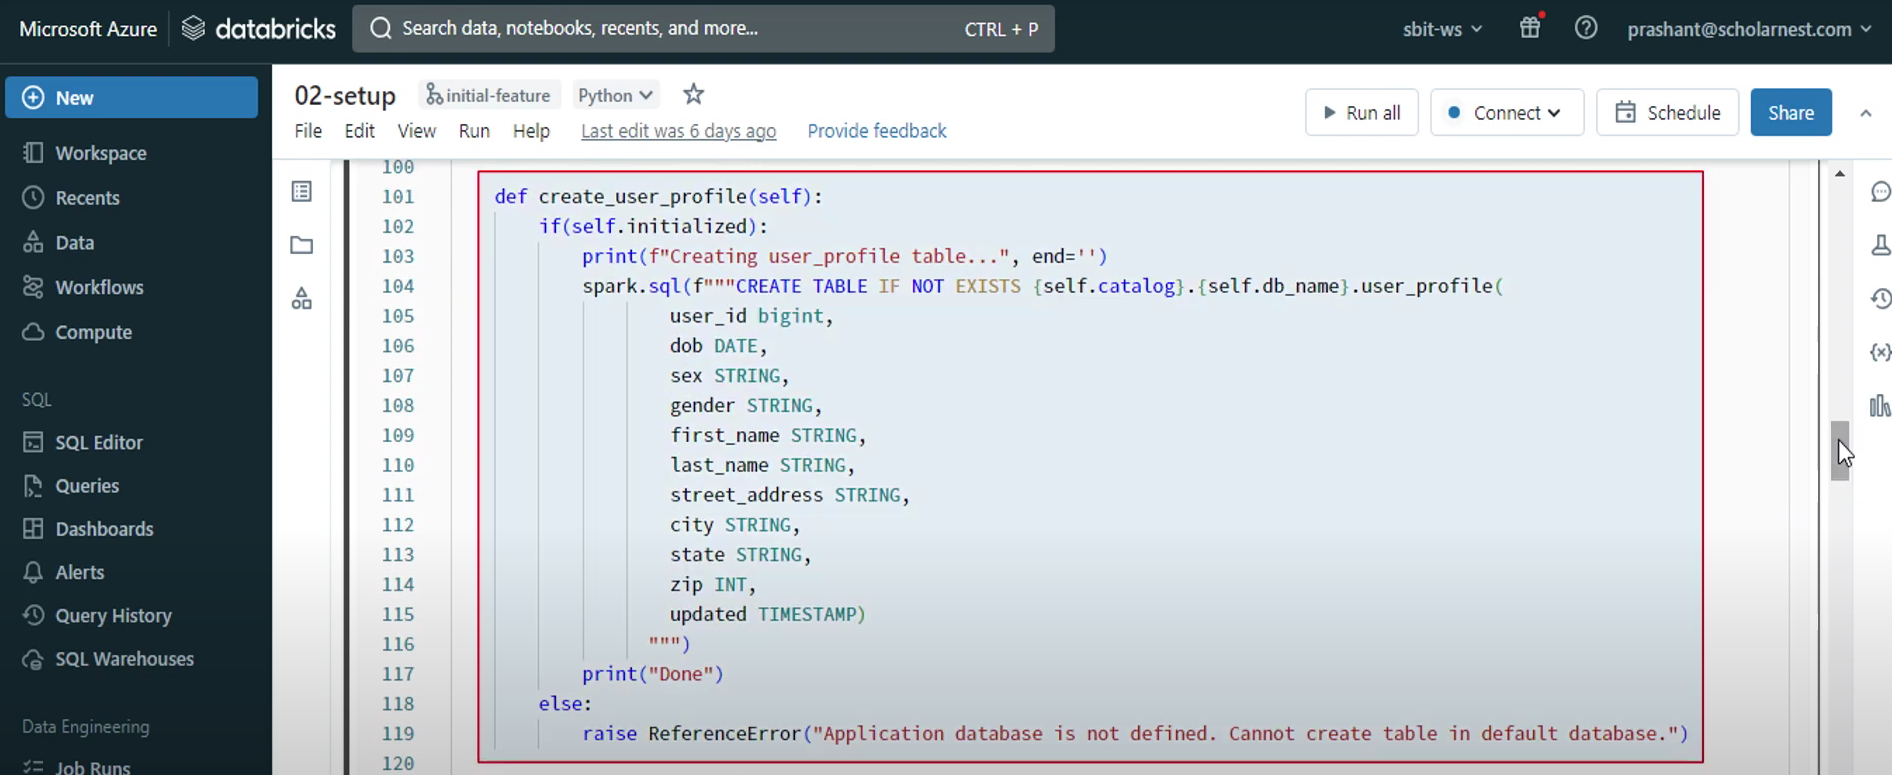 Microsoft Azure databricks Search data, notebooks, recents, and more... CTRL + P sbit-ws prashant@scholarnest.com
New
Workspace
Recents
Data
Workflows
Compute
SQL
SQL Editor
Queries
Dashboards
Alerts
Query History
SQL Warehouses
Data Engineering
Job Runs
02-setup initial-feature Python
File Edit View Run Help Last edit was 6 days ago Provide feedback
Run all Connect Schedule Share
100
101 def create_user_profile(self):
102 if(self.initialized):
103 print(f"Creating user_profile table...", end='')
104 spark.sql(f"""CREATE TABLE IF NOT EXISTS {self.catalog}.{self.db_name}.user_profile(
105 user_id bigint,
106 dob DATE,
107 sex STRING,
108 gender STRING,
109 first_name STRING,
110 last_name STRING,
111 street_address STRING,
112 city STRING,
113 state STRING,
114 zip INT,
115 updated TIMESTAMP)
116 """)
117 print("Done")
118 else:
119 raise ReferenceError("Application database is not defined. Cannot create table in default database.")
120